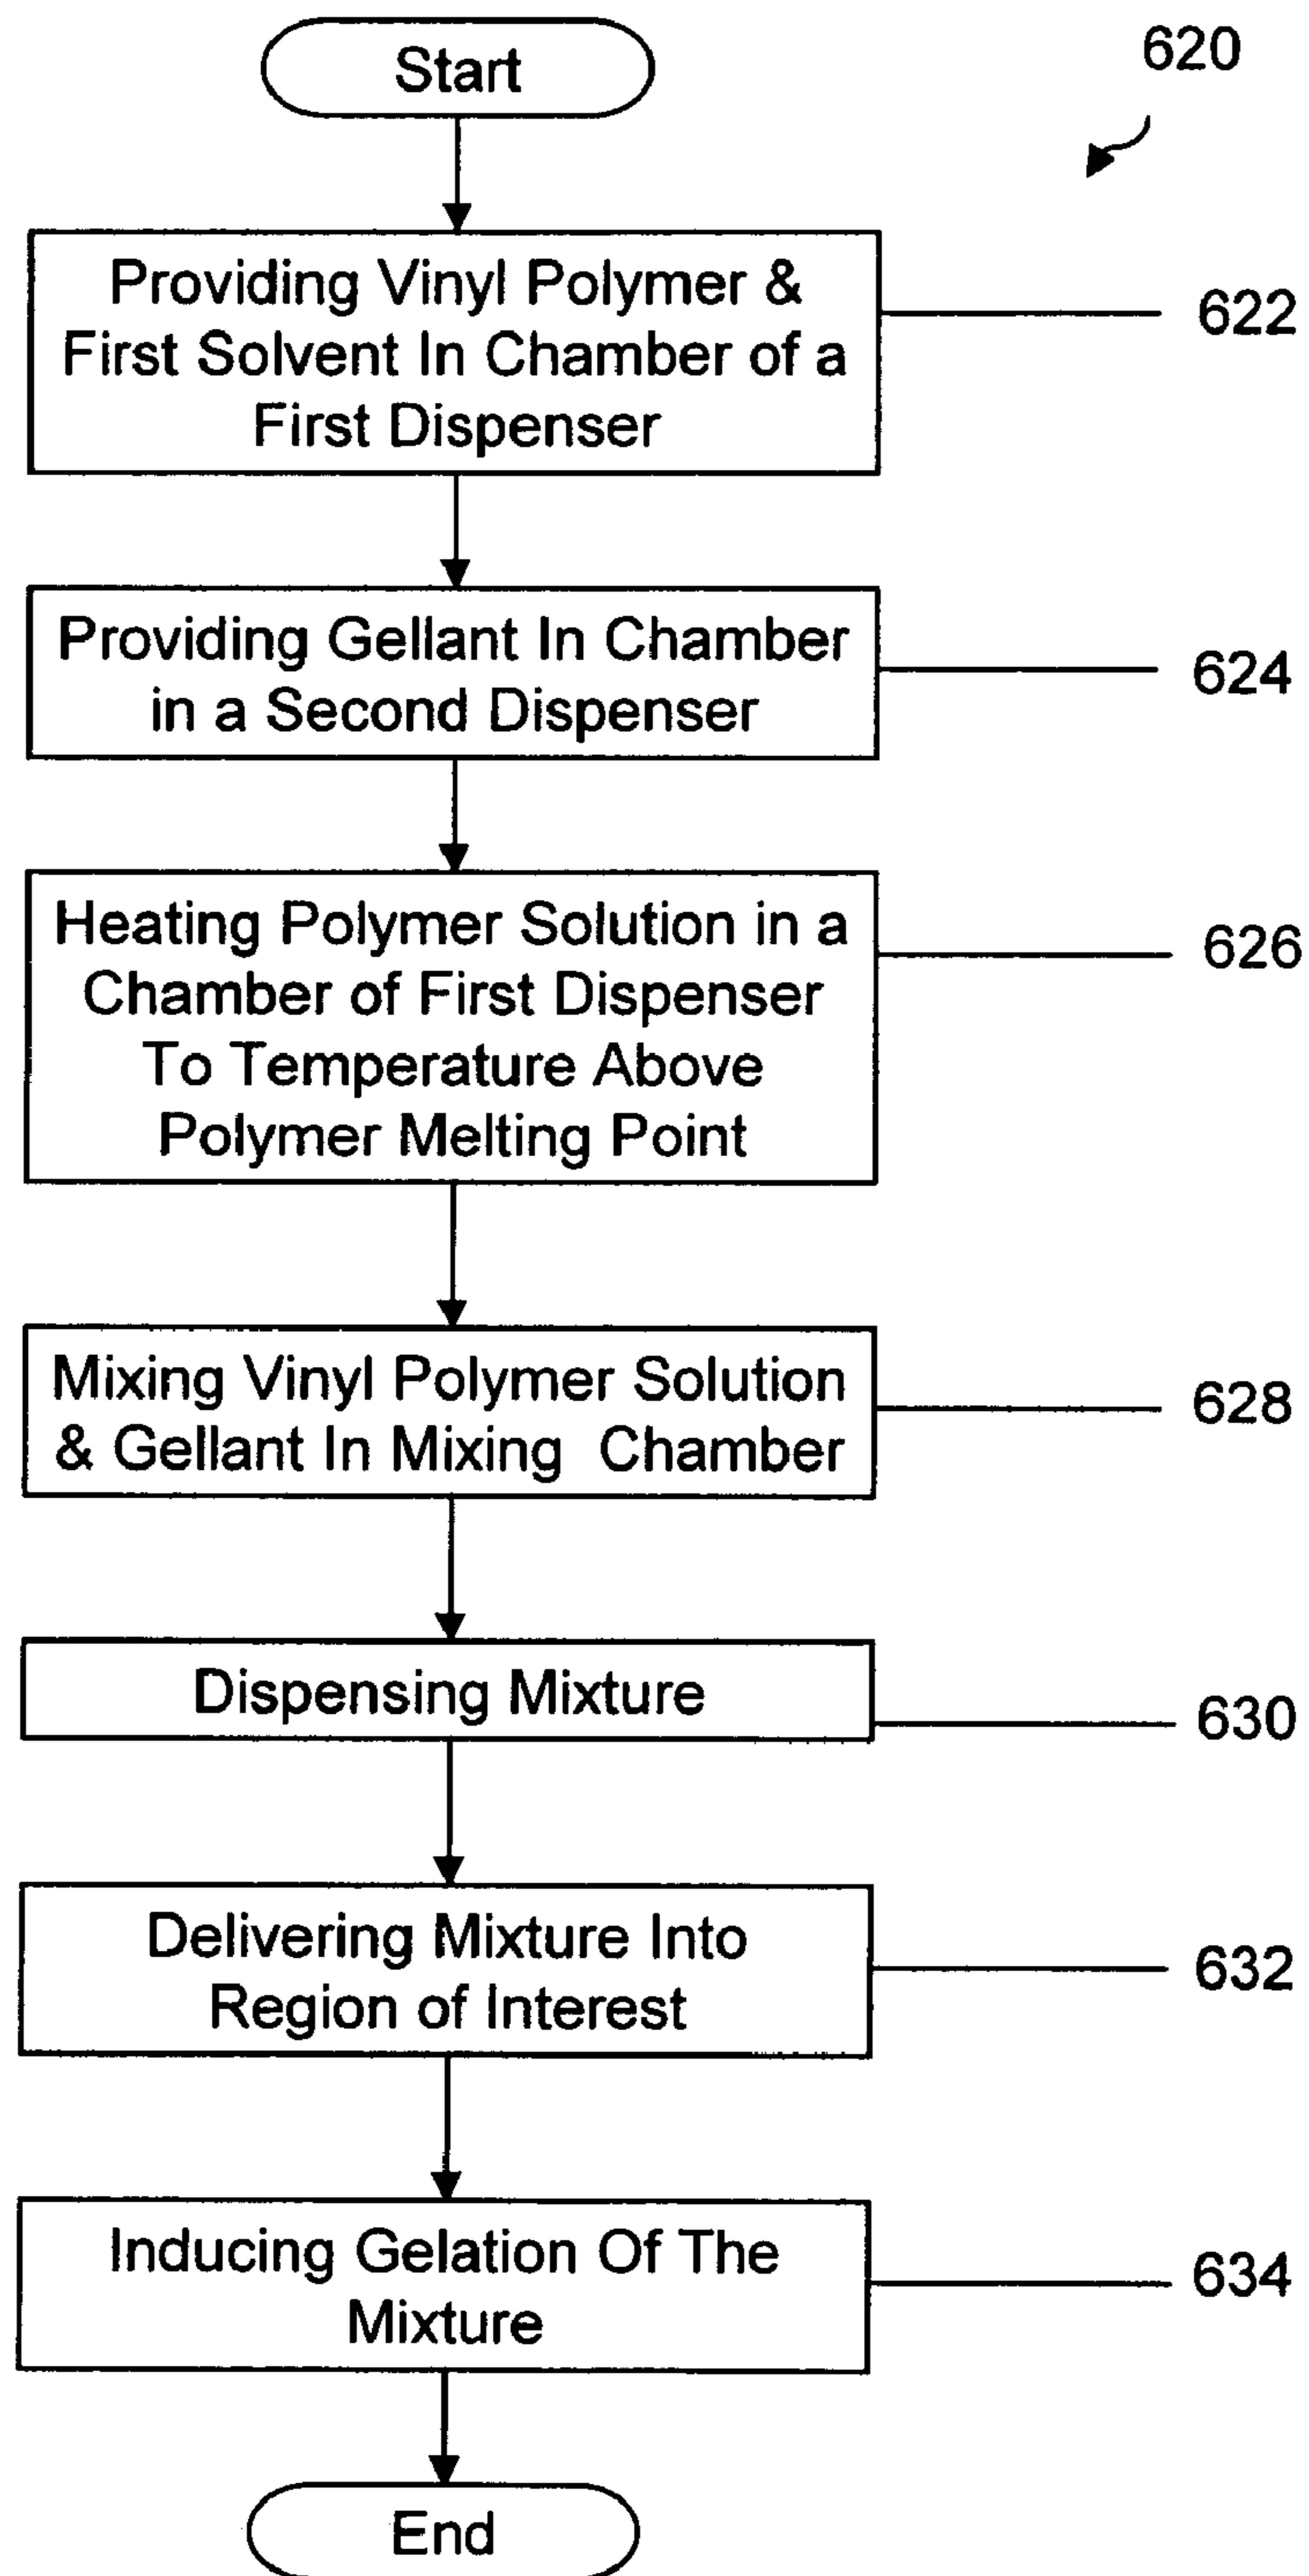 Start
620
Providing Vinyl Polymer &
First Solvent In Chamber of a
First Dispenser
622
Providing Gellant In Chamber
in a Second Dispenser
624
Heating Polymer Solution in a
Chamber of First Dispenser
To Temperature Above
Polymer Melting Point
626
Mixing Vinyl Polymer Solution
& Gellant In Mixing Chamber
628
Dispensing Mixture
630
Delivering Mixture Into
Region of Interest
632
Inducing Gelation Of The
Mixture
634
End